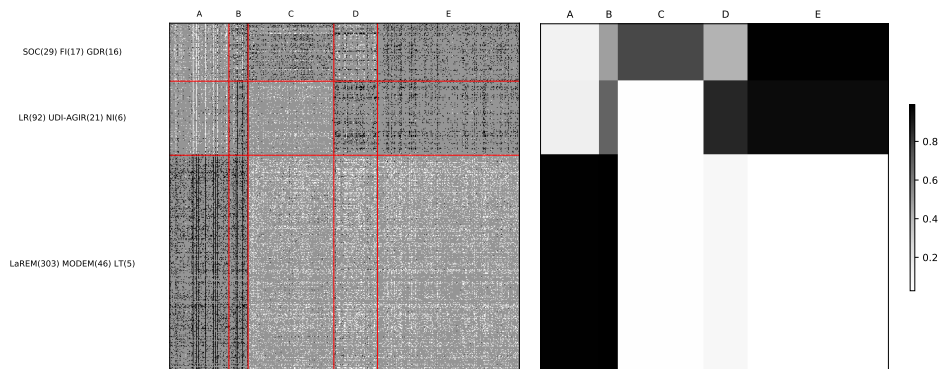 A B C D E
A B C D E
SOC(29) FI(17) GDR(16)
LR(92) UDI-AGIR(21) NI(6)
LaREM(303) MODEM(46) LT(5)
0.8
0.6
0.4
0.2